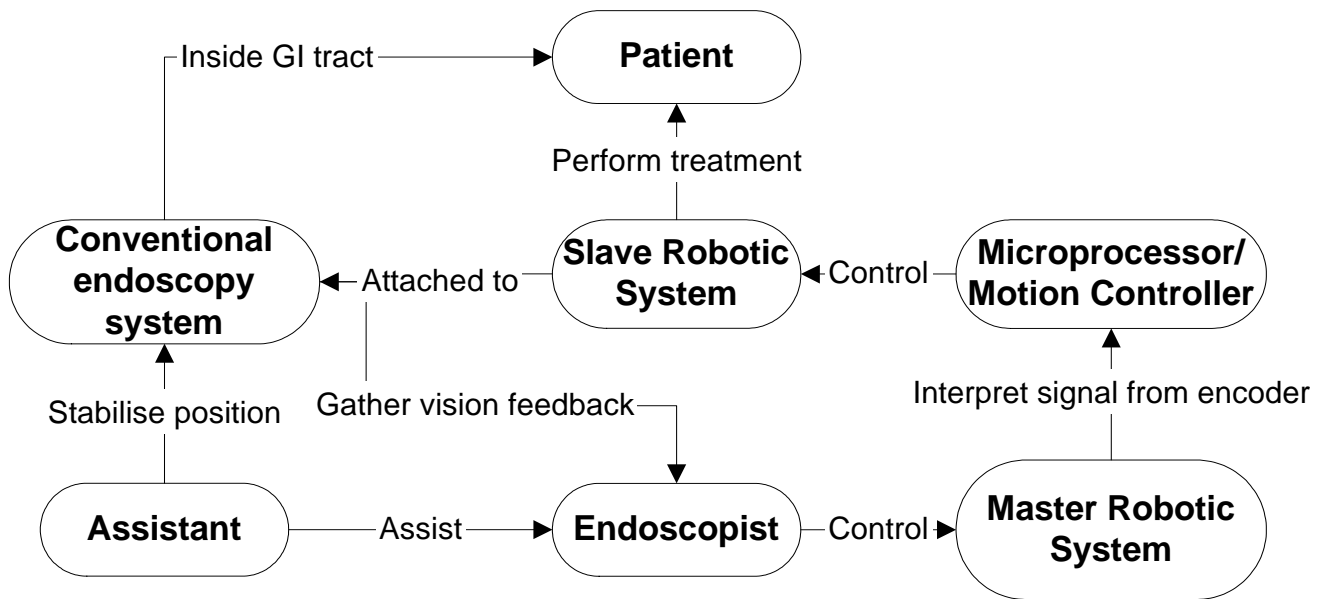 Inside GI tract
Patient
Perform treatment
Conventional
endoscopy
system
Attached to
Slave Robotic
System
Control
Microprocessor/
Motion Controller
Stabilise position
Gather vision feedback
Interpret signal from encoder
Assistant
Assist
Endoscopist
Control
Master Robotic
System